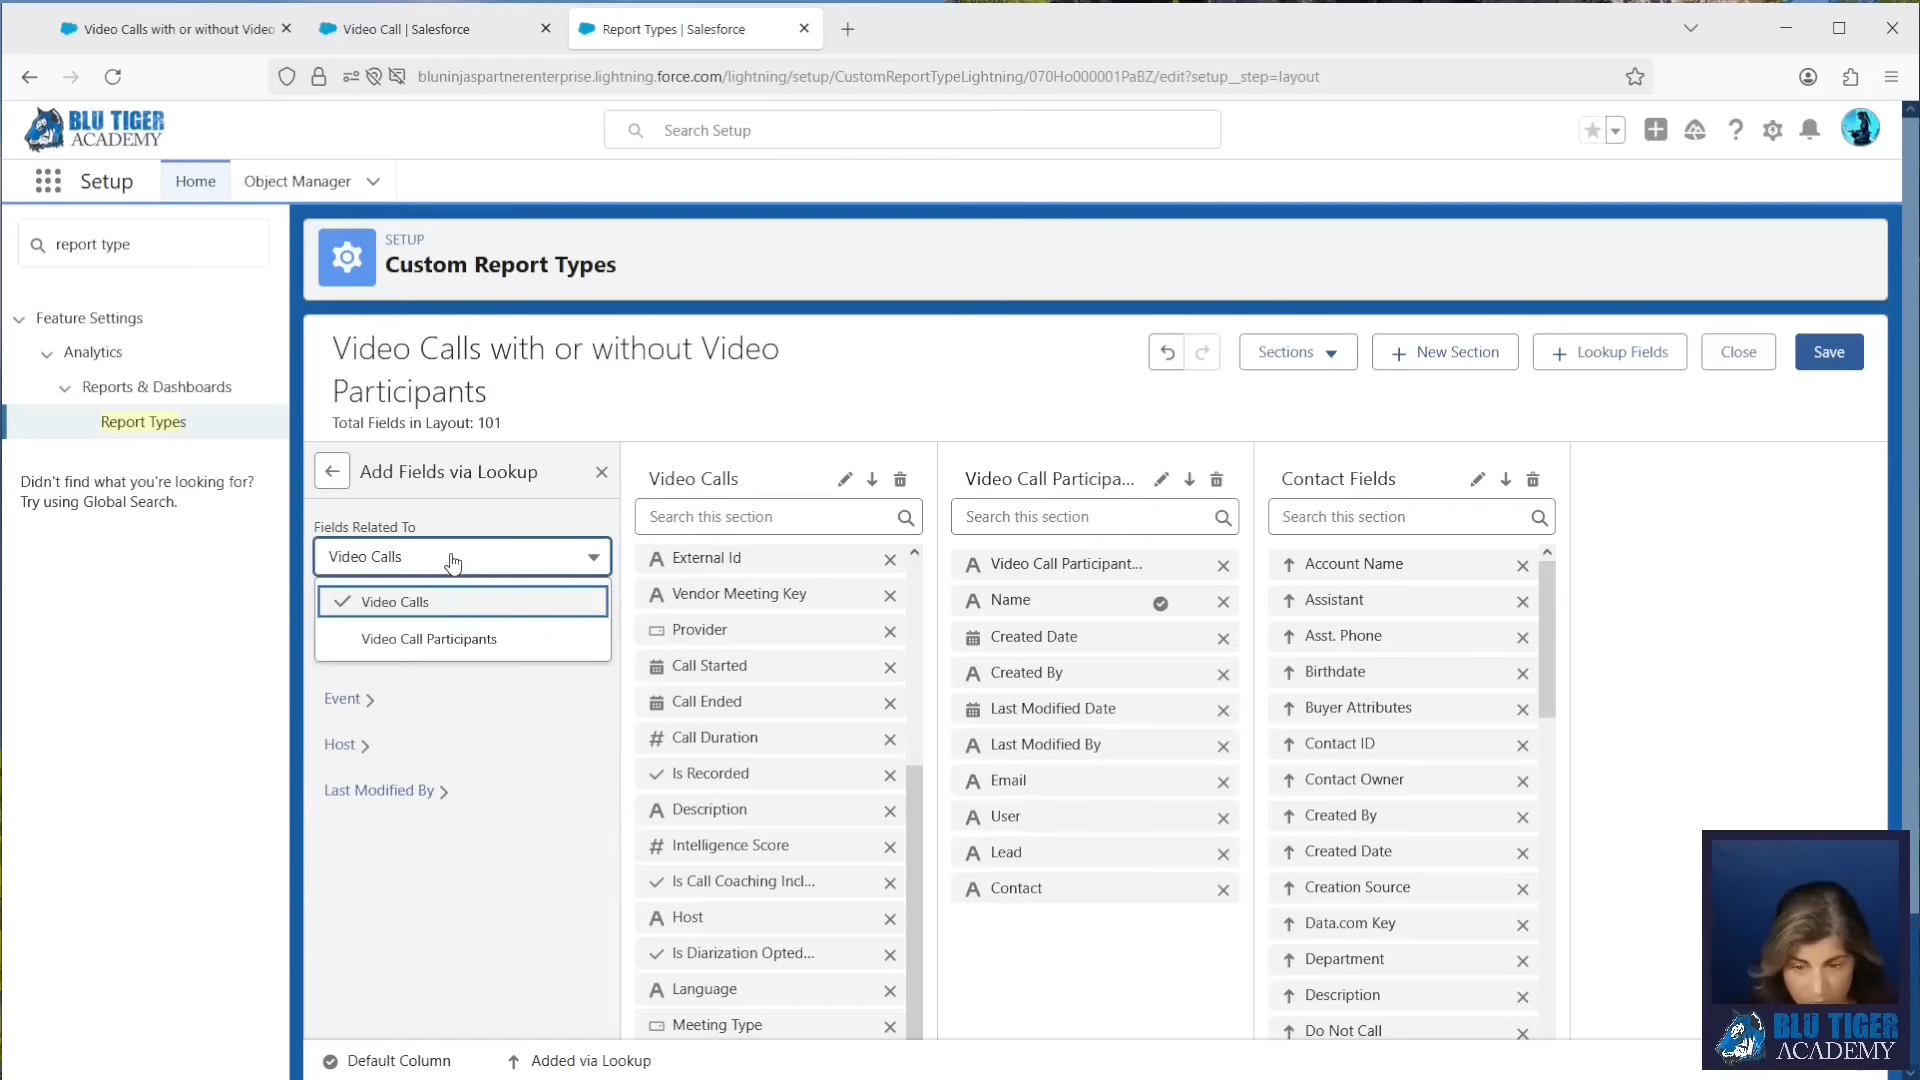 Video Calls with or without Video
Video Call | Salesforce
Report Types | Salesforce
bluninjaspartnerenterprise.lightning.force.com/lightning/setup/CustomReportTypeLightning/070Ho000001PaBZ/edit?setup__step=layout
BLU TIGER
ACADEMY
Search Setup
Setup
Home
Object Manager
report type
Feature Settings
Analytics
Reports & Dashboards
Report Types
Didn't find what you're looking for?
Try using Global Search.
SETUP
Custom Report Types
Video Calls with or without Video
Participants
Total Fields in Layout: 101
Sections
New Section
Lookup Fields
Close
Save
Add Fields via Lookup
Fields Related To
Video Calls
Video Calls
Video Call Participants
Event
Host
Last Modified By
Video Calls
Search this section
External Id
Vendor Meeting Key
Provider
Call Started
Call Ended
Call Duration
Is Recorded
Description
Intelligence Score
Is Call Coaching Incl...
Host
Is Diarization Opted...
Language
Meeting Type
Video Call Participa...
Search this section
Video Call Participant...
Name
Created Date
Created By
Last Modified Date
Last Modified By
Email
User
Lead
Contact
Contact Fields
Search this section
Account Name
Assistant
Asst. Phone
Birthdate
Buyer Attributes
Contact ID
Contact Owner
Created By
Created Date
Creation Source
Data.com Key
Department
Description
Do Not Call
Default Column
Added via Lookup
BLU TIGER
ACADEMY